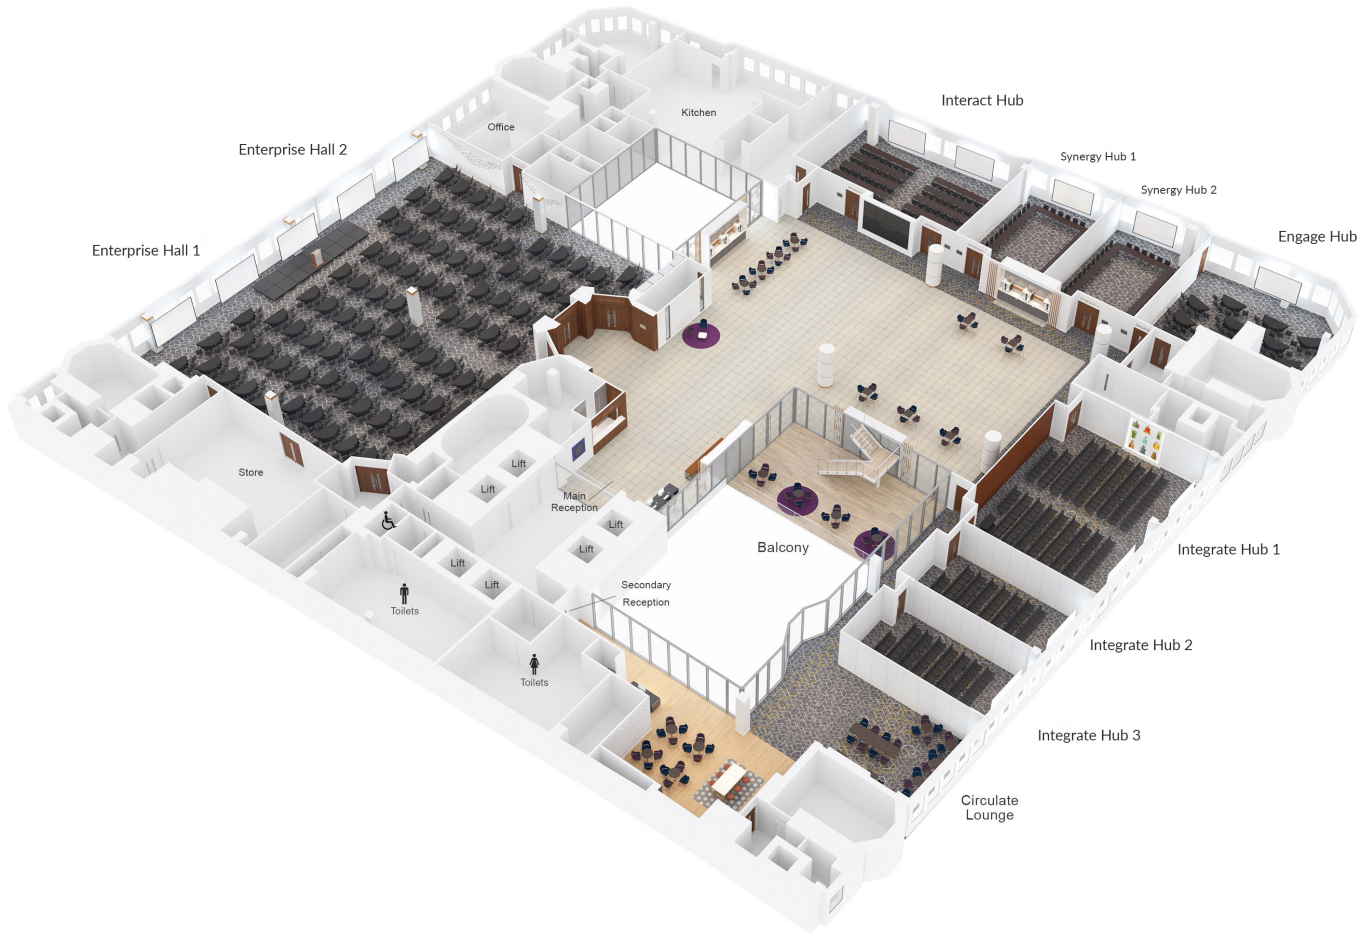 Interact Hub
Kitchen
Office
Enterprise Hall 2
Synergy Hub 1
Synergy Hub 2
Engage Hub
Enterprise Hall 1
Store
Lift
Lift
Main
Reception
Lift
Lift
Lift
Lift
Balcony
Integrate Hub 1
Secondary
Reception
Toilets
Integrate Hub 2
Toilets
Integrate Hub 3
Circulate
Lounge